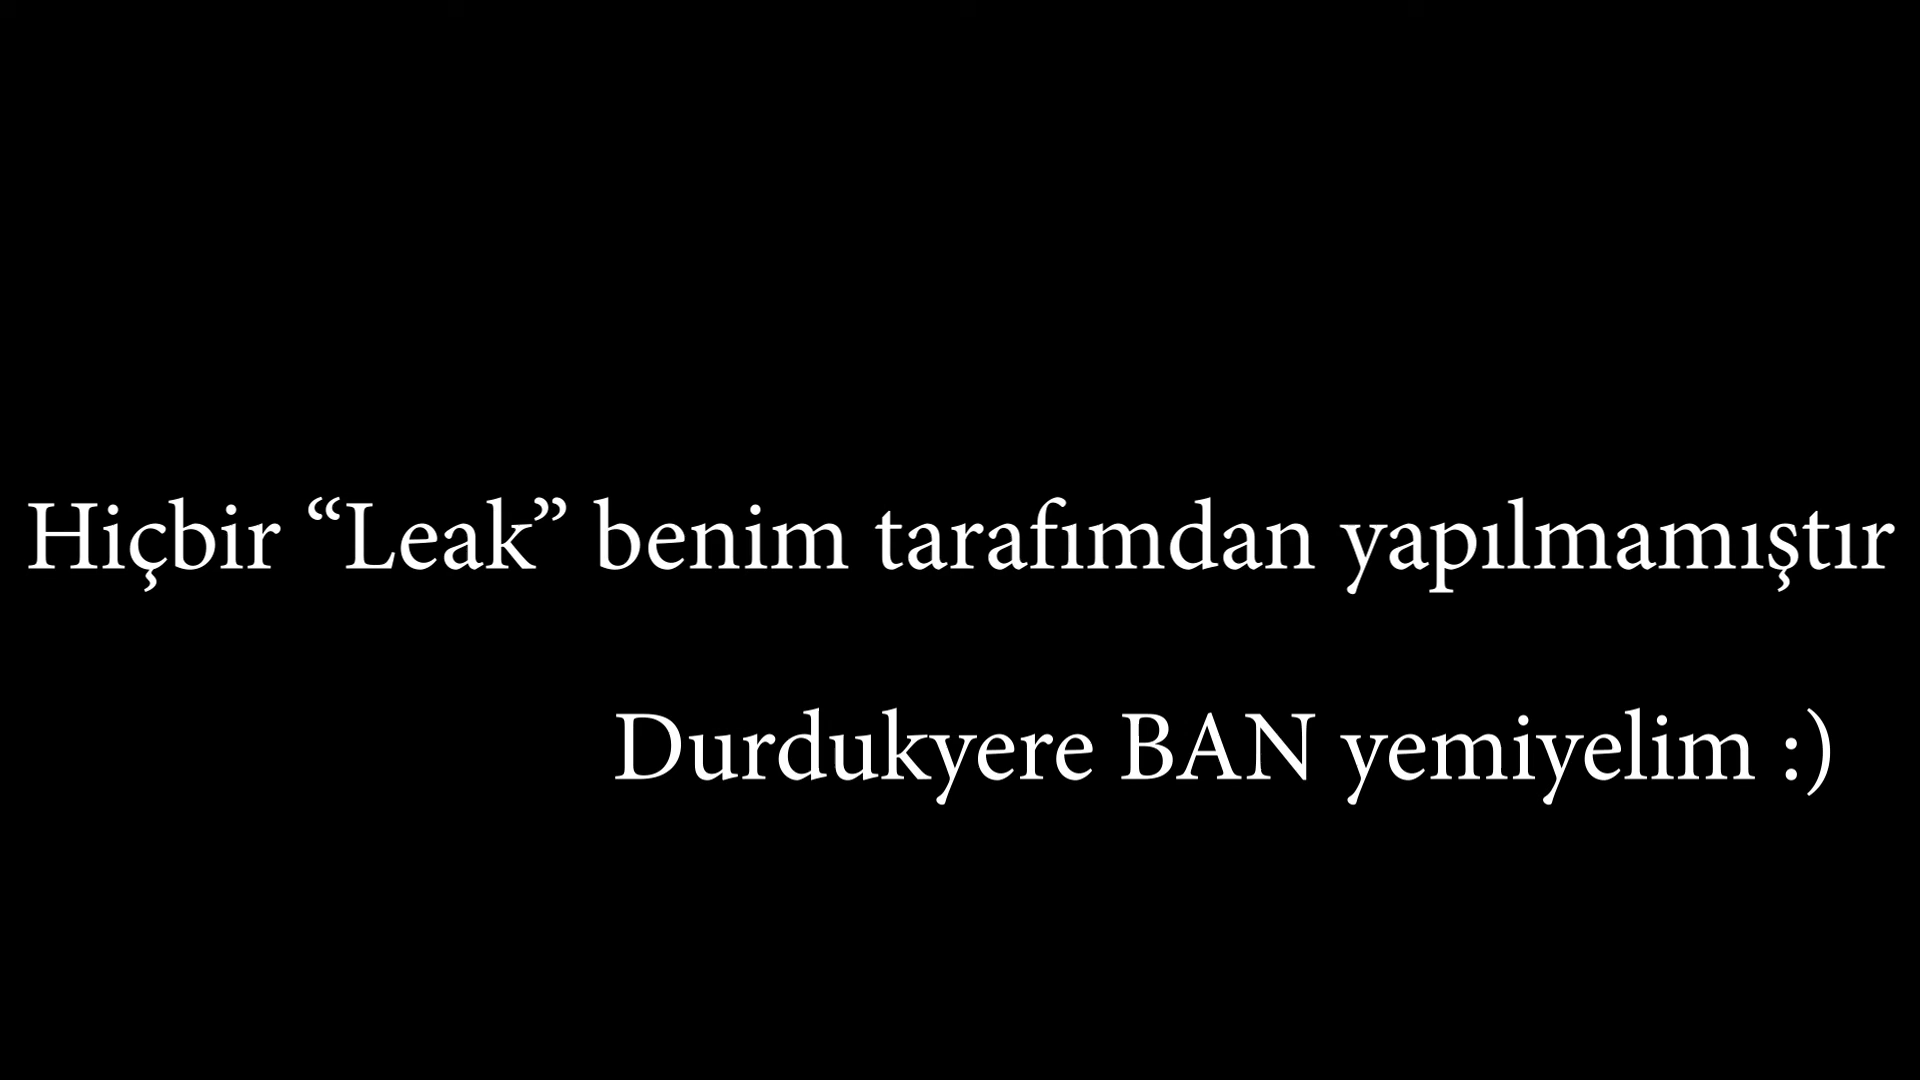 Hiçbir “Leak” benim tarafımdan yapılmamıştır
Durdukyere BAN yemiyelim :)